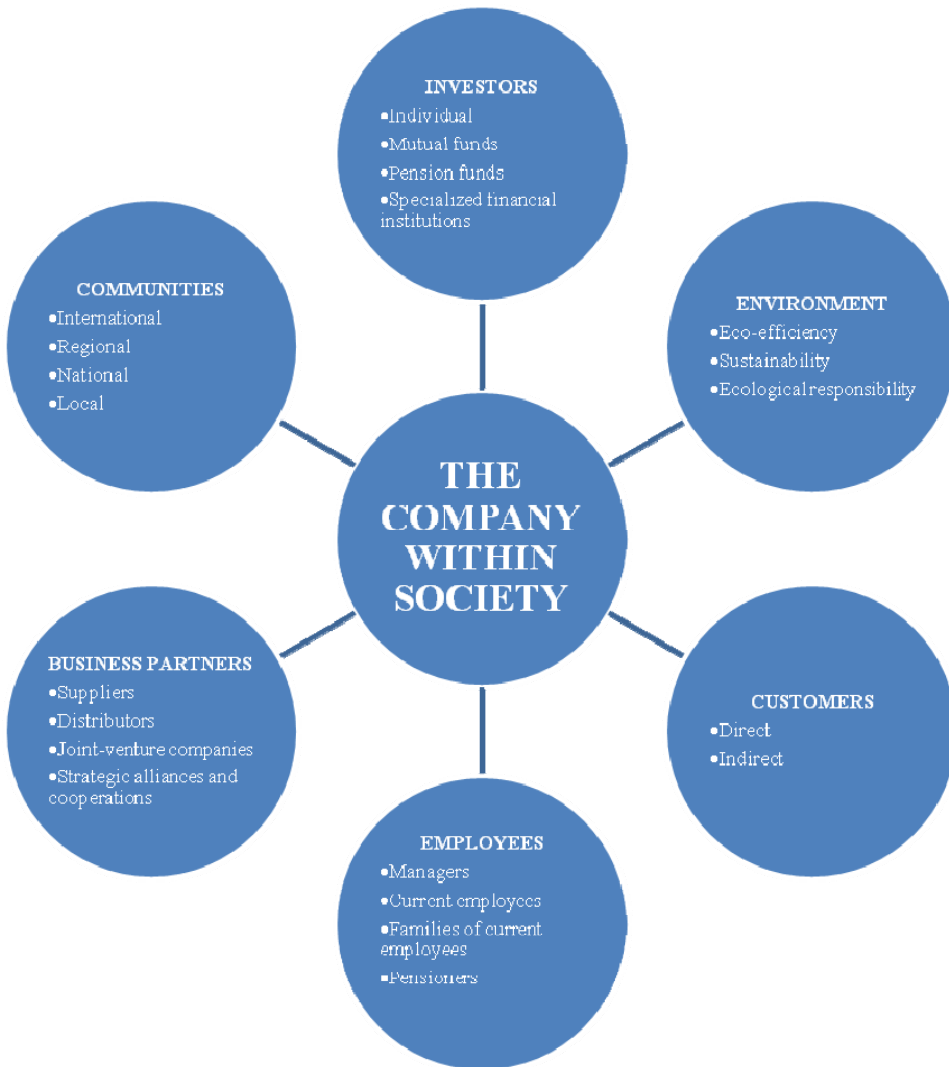 INVESTORS
•Individual
•Mutual funds
•Pension funds
•Specialized financial
institutions
ENVIRONMENT
•Eco-efficiency
•Sustainability
•Ecological responsibility
CUSTOMERS
•Direct
•Indirect
EMPLOYEES
•Managers
•Current employees
•Families of current
employees
•Pensioners
BUSINESS PARTNERS
•Suppliers
•Distributors
•Joint-venture companies
•Strategic alliances and
cooperations
COMMUNITIES
•International
•Regional
•National
•Local
THE
COMPANY
WITHIN
SOCIETY